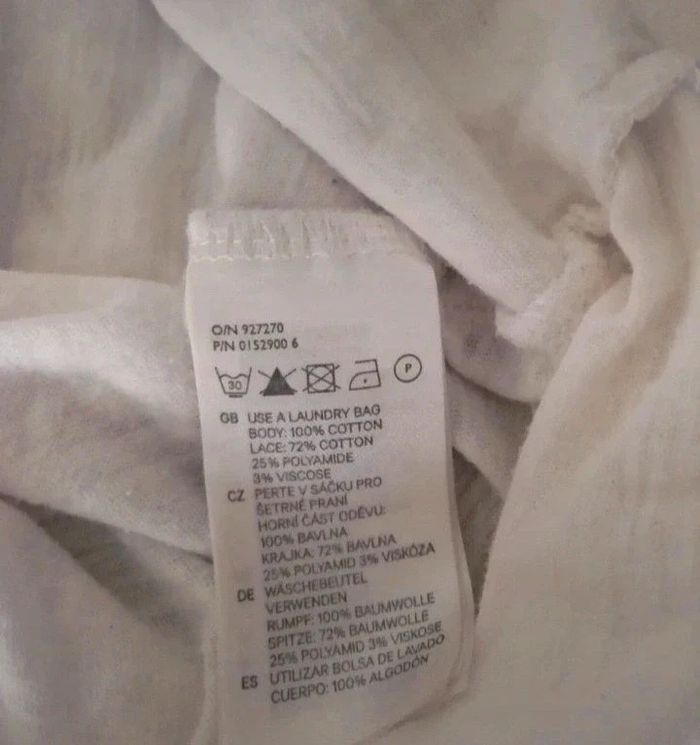 O/N 927270
P/N 0152900 6
30 P
GB USE A LAUNDRY BAG
BODY: 100% COTTON
LACE: 72% COTTON
25% POLYAMIDE
3% VISCOSE
CZ PERTE V SÁČKU PRO
ŠETRNÉ PRANÍ
HORNÍ ČÁST ODĚVU:
100% BAVLNA
KRAJKA: 72% BAVLNA
25% POLYAMID 3% VISKÓZA
DE WÄSCHEBEUTEL
VERWENDEN
RUMPF: 100% BAUMWOLLE
SPITZE: 72% BAUMWOLLE
25% POLYAMID 3% VISKOSE
ES UTILIZAR BOLSA DE LAVADO
CUERPO: 100% ALGODÓN